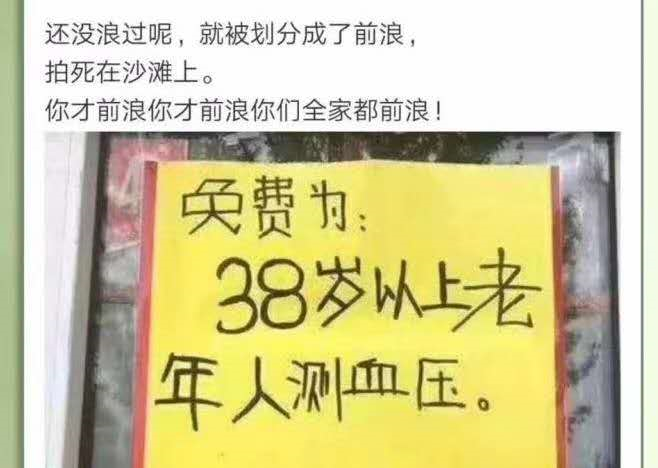 还没浪过呢，就被划分成了前浪，
拍死在沙滩上。
你才前浪你才前浪你们全家都前浪！
免费为：
38岁以上老
年人测血压。